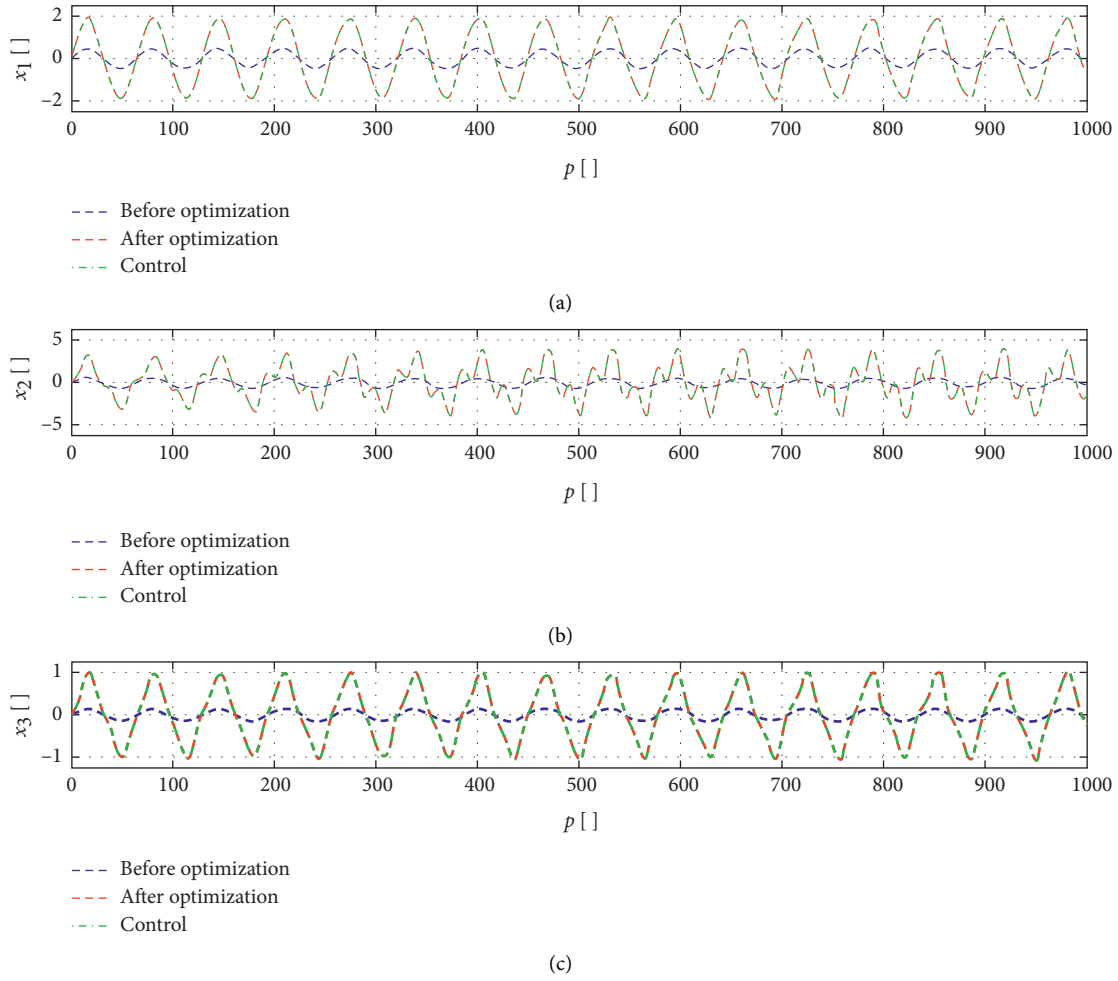 2
0
−2
x1 [ ]
0 100 200 300 400 500 600 700 800 900 1000
p [ ]
Before optimization
After optimization
Control
(a)
5
0
−5
x2 [ ]
0 100 200 300 400 500 600 700 800 900 1000
p [ ]
Before optimization
After optimization
Control
(b)
1
0
−1
x3 [ ]
0 100 200 300 400 500 600 700 800 900 1000
p [ ]
Before optimization
After optimization
Control
(c)